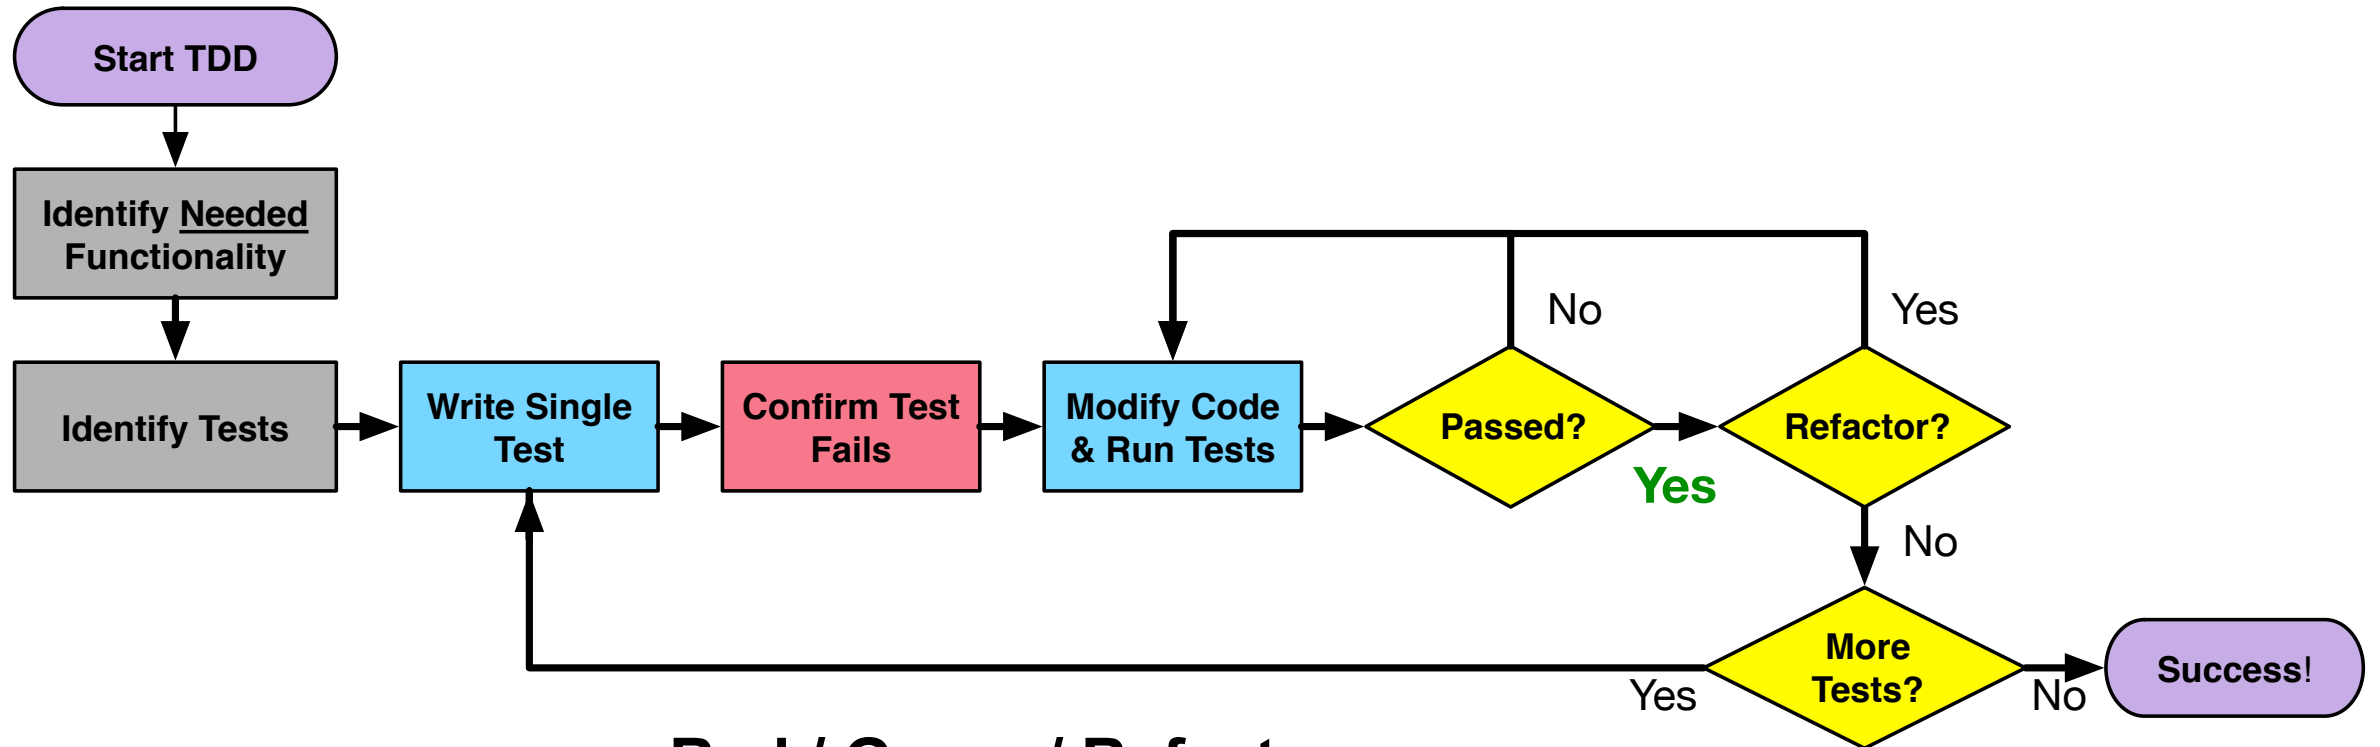 Start TDD
Identify Needed
Functionality
Identify Tests
Write Single
Test
Confirm Test
Fails
Modify Code
& Run Tests
Passed?
No
Yes
Refactor?
Yes
No
More
Tests?
Yes
No
Success!